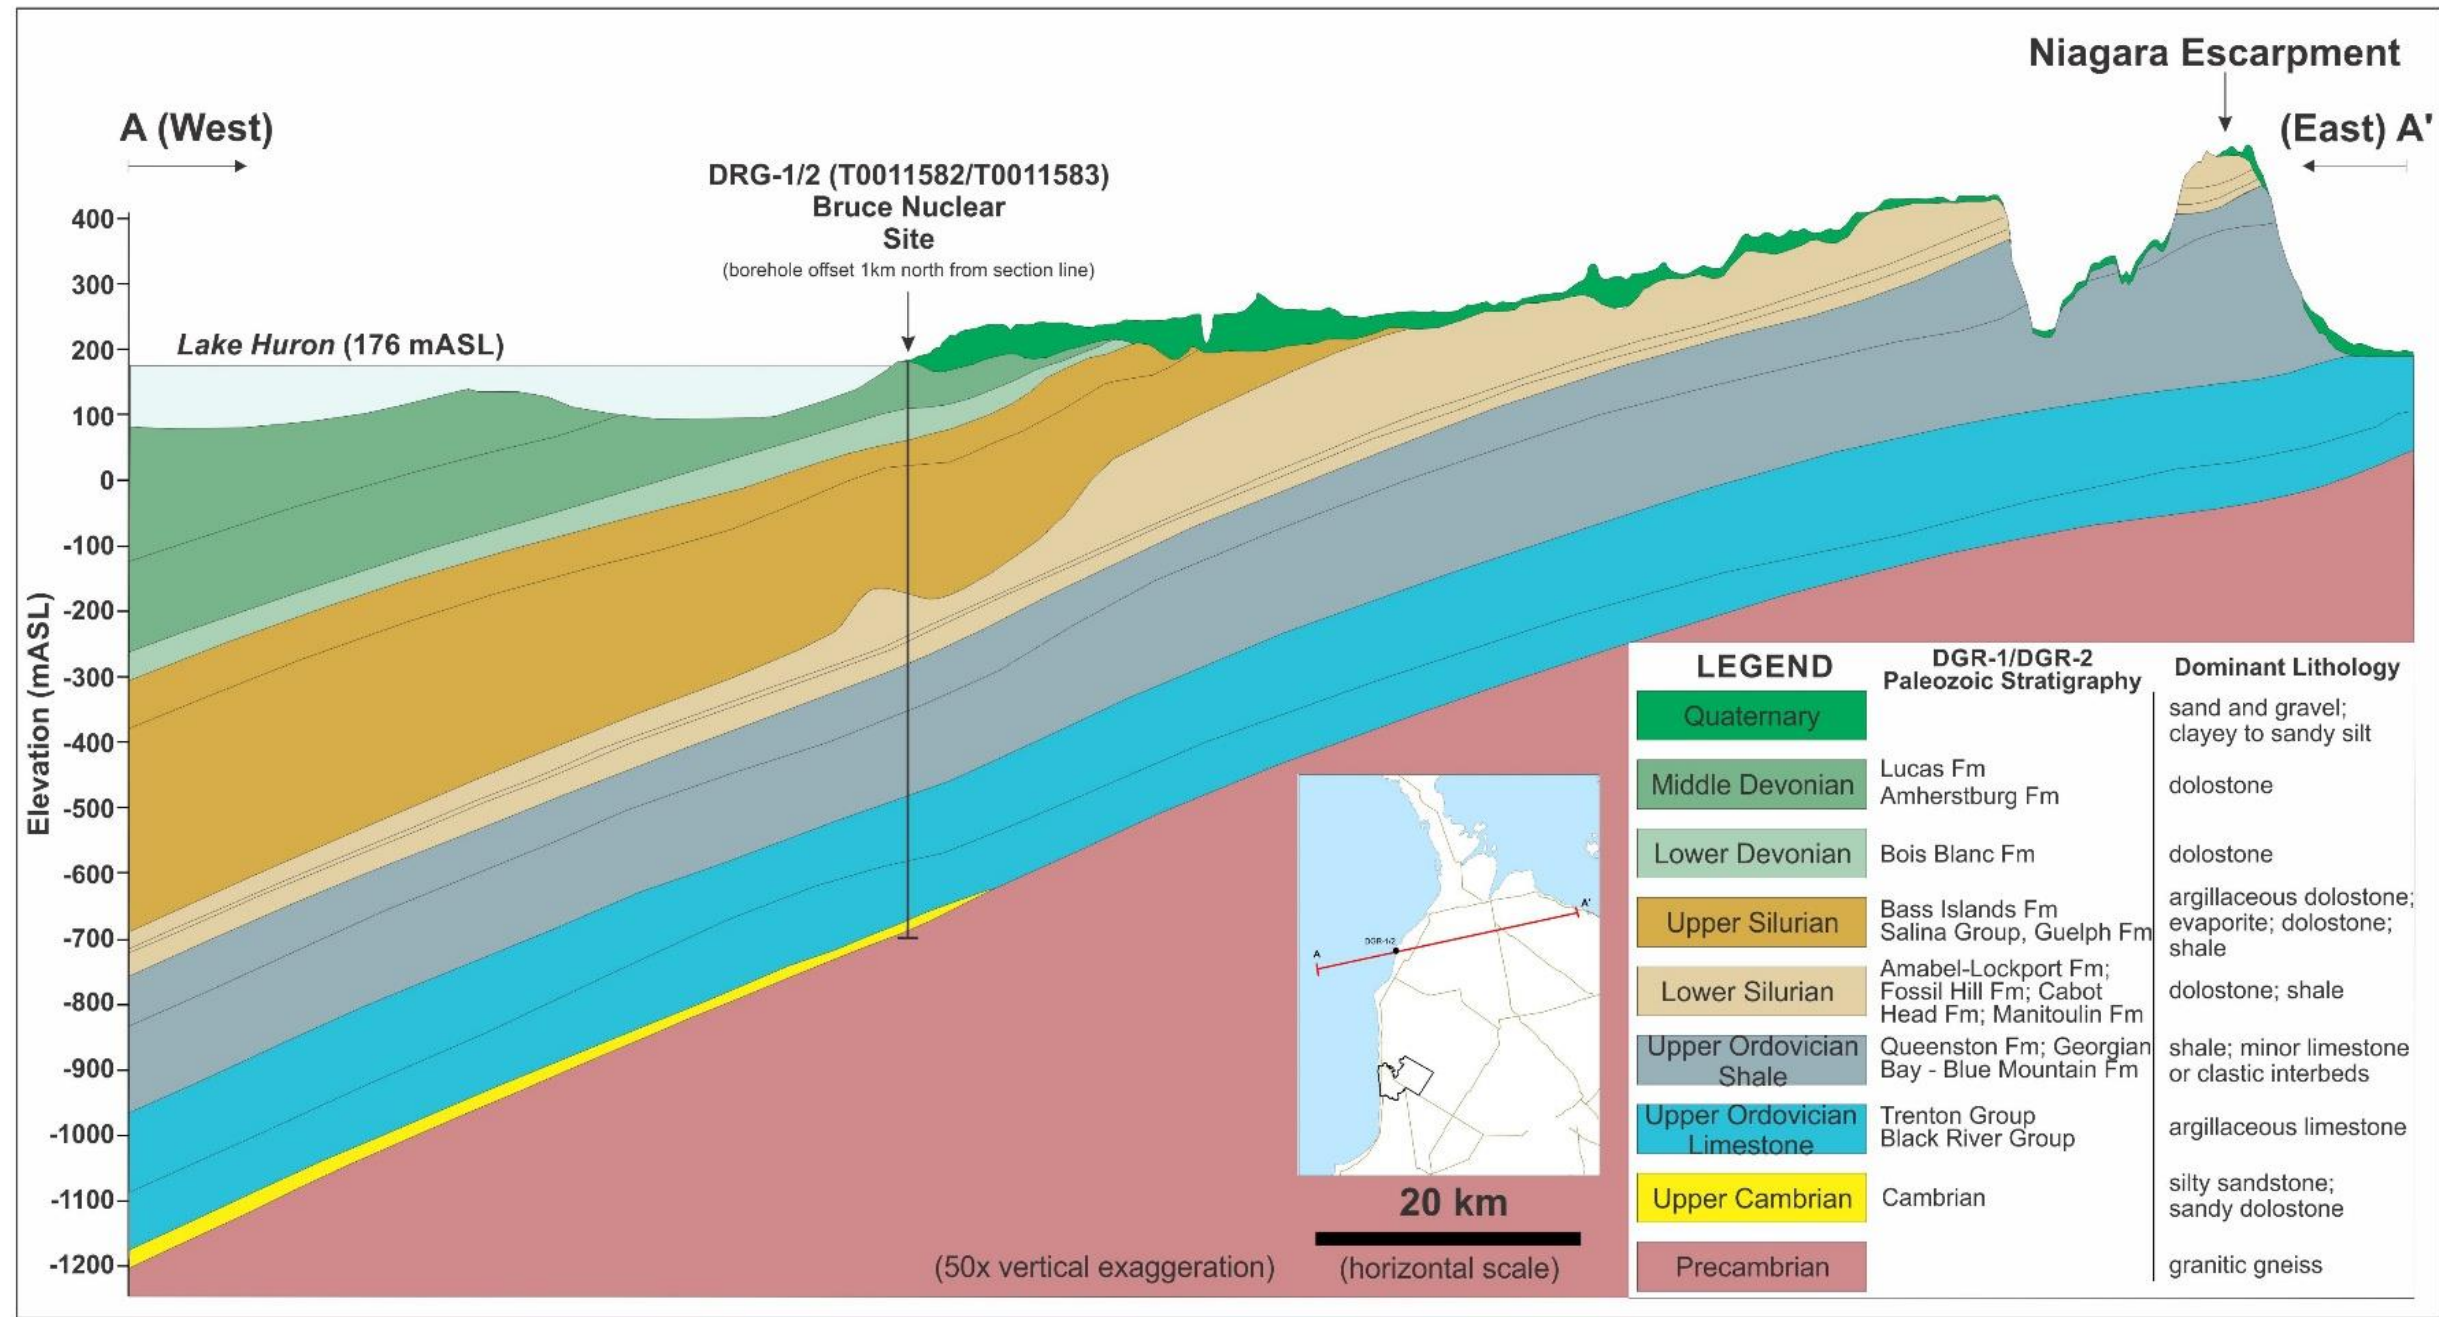 Niagara Escarpment
A (West)
(East) A'
DRG-1/2 (T0011582/T0011583)
Bruce Nuclear
Site
(borehole offset 1km north from section line)
Lake Huron (176 mASL)
Elevation (mASL)
400
300
200
100
0
-100
-200
-300
-400
-500
-600
-700
-800
-900
-1000
-1100
-1200
LEGEND
DGR-1/DGR-2
Paleozoic Stratigraphy
Dominant Lithology
Quaternary
sand and gravel;
clayey to sandy silt
Middle Devonian
Lucas Fm
Amherstburg Fm
dolostone
Lower Devonian
Bois Blanc Fm
dolostone
Upper Silurian
Bass Islands Fm
Salina Group, Guelph Fm
argillaceous dolostone;
evaporite; dolostone;
shale
Lower Silurian
Amabel-Lockport Fm;
Fossil Hill Fm; Cabot
Head Fm; Manitoulin Fm
dolostone; shale
Upper Ordovician
Shale
Queenston Fm; Georgian
Bay - Blue Mountain Fm
shale; minor limestone
or clastic interbeds
Upper Ordovician
Limestone
Trenton Group
Black River Group
argillaceous limestone
Upper Cambrian
Cambrian
silty sandstone;
sandy dolostone
Precambrian
granitic gneiss
A
DGR-1/2
A'
20 km
(horizontal scale)
(50x vertical exaggeration)